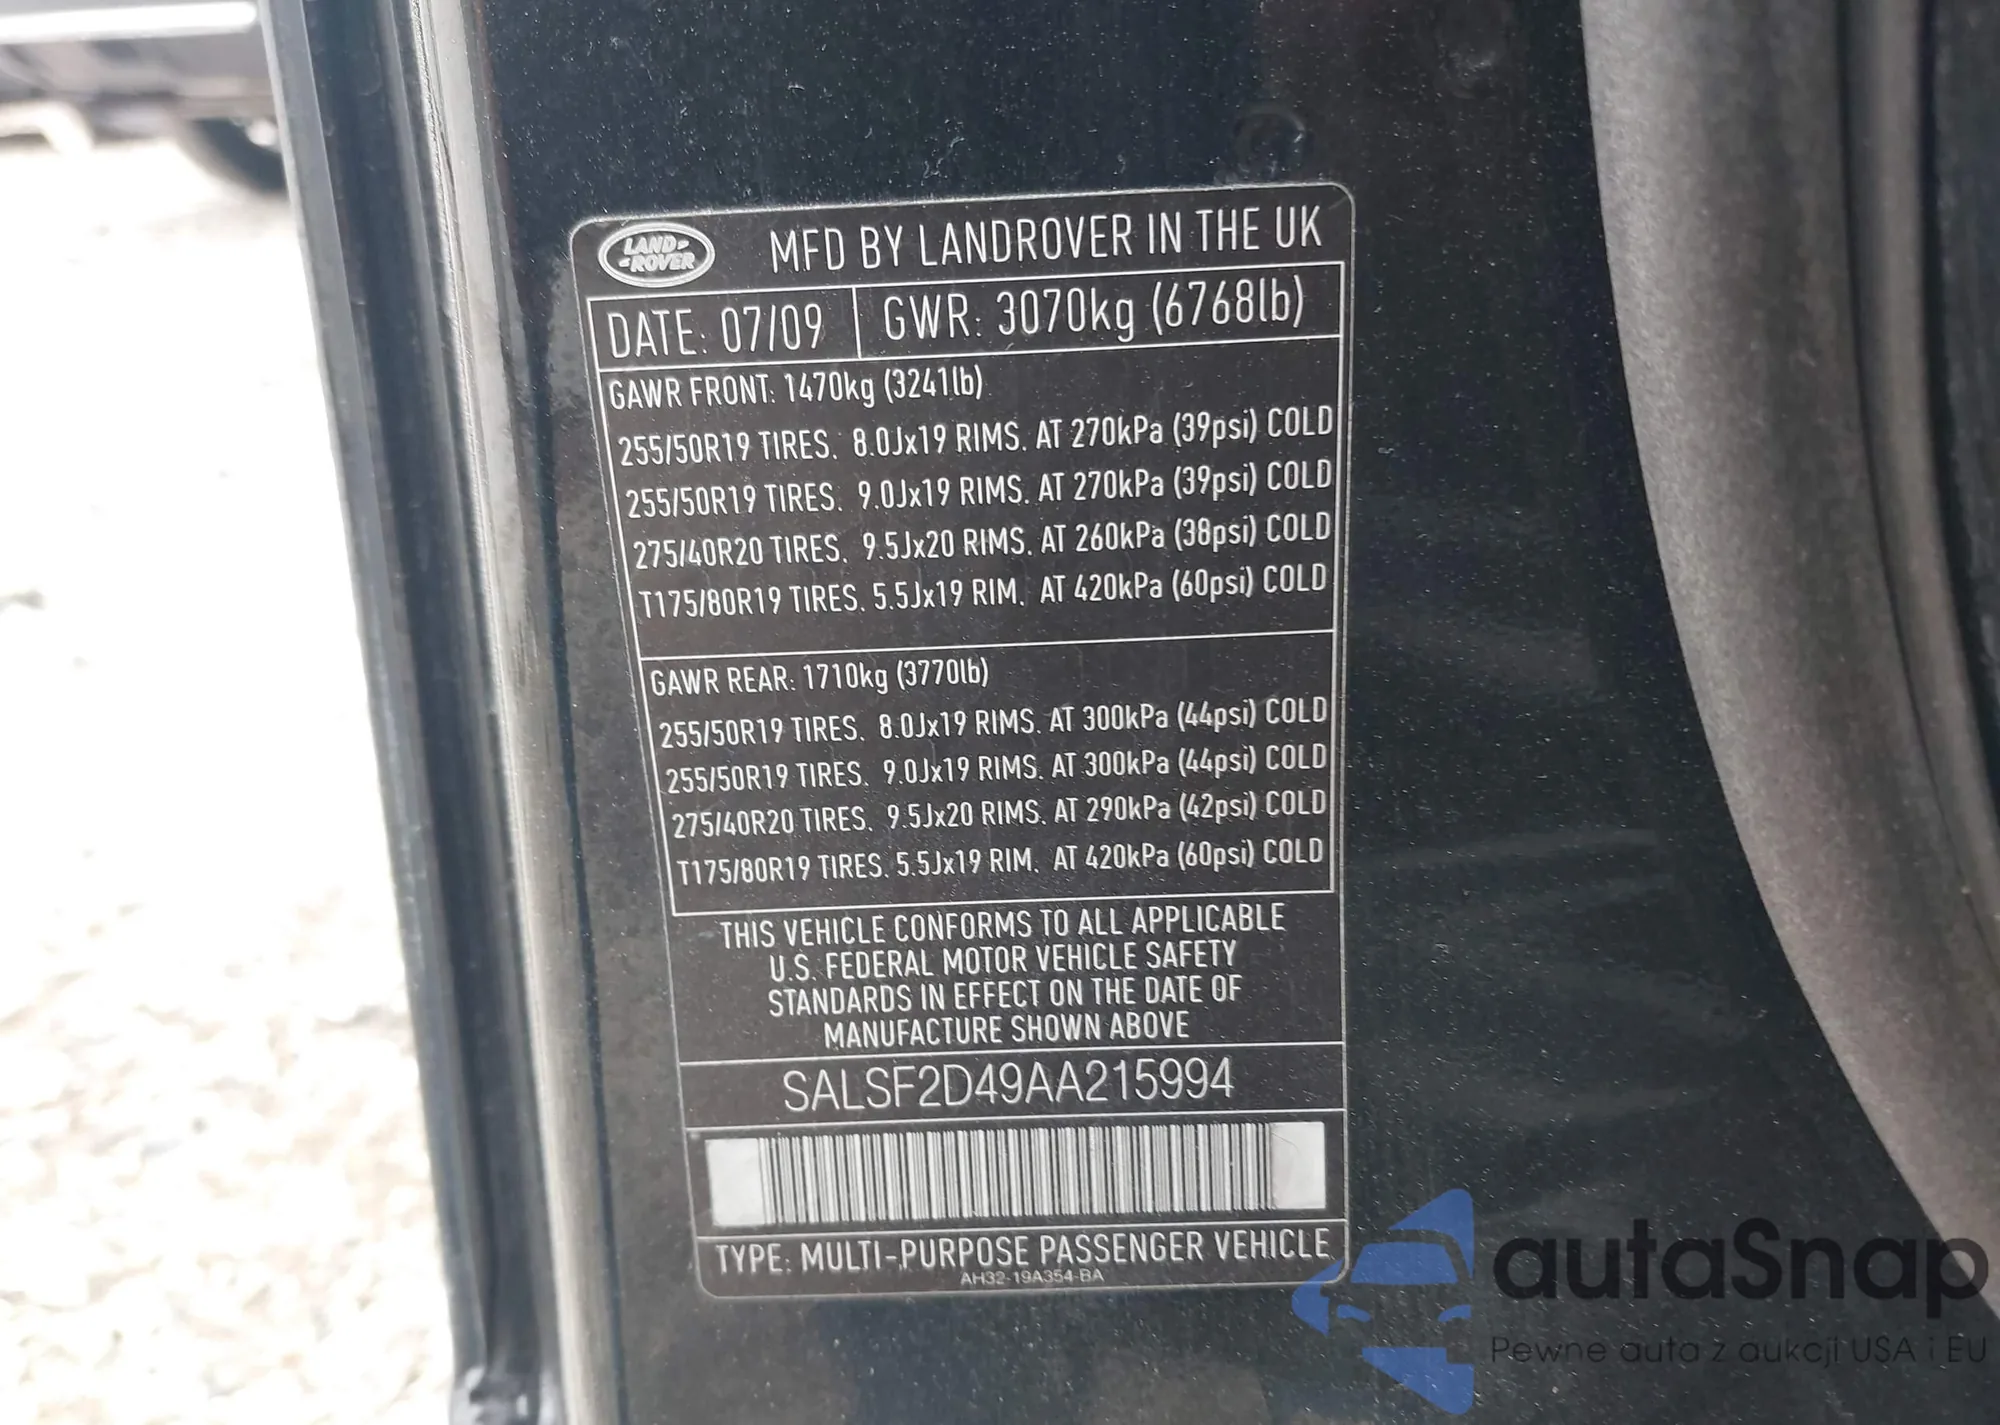 LAND ROVER
MFD BY LANDROVER IN THE UK
DATE: 07/09 GWR: 3070kg (6768lb)
GAWR FRONT: 1470kg (3241lb)
255/50R19 TIRES. 8.0Jx19 RIMS. AT 270kPa (39psi) COLD
255/50R19 TIRES. 9.0Jx19 RIMS. AT 270kPa (39psi) COLD
275/40R20 TIRES. 9.5Jx20 RIMS. AT 260kPa (38psi) COLD
T175/80R19 TIRES. 5.5Jx19 RIM. AT 420kPa (60psi) COLD
GAWR REAR: 1710kg (3770lb)
255/50R19 TIRES. 8.0Jx19 RIMS. AT 300kPa (44psi) COLD
255/50R19 TIRES. 9.0Jx19 RIMS. AT 300kPa (44psi) COLD
275/40R20 TIRES. 9.5Jx20 RIMS. AT 290kPa (42psi) COLD
T175/80R19 TIRES. 5.5Jx19 RIM. AT 420kPa (60psi) COLD
THIS VEHICLE CONFORMS TO ALL APPLICABLE
U.S. FEDERAL MOTOR VEHICLE SAFETY
STANDARDS IN EFFECT ON THE DATE OF
MANUFACTURE SHOWN ABOVE
SALSF2D49AA215994
TYPE: MULTI-PURPOSE PASSENGER VEHICLE
AH32-19A354-BA
autaSnap
Pewne auta z aukcji USA i EU